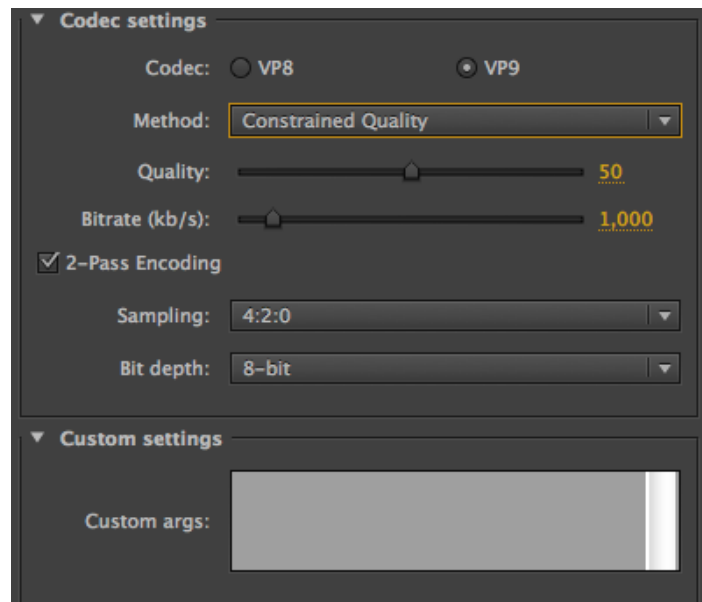 Codec settings
Codec: VP8 VP9
Method: Constrained Quality
Quality: 50
Bitrate (kb/s): 1,000
2-Pass Encoding
Sampling: 4:2:0
Bit depth: 8-bit
Custom settings
Custom args: